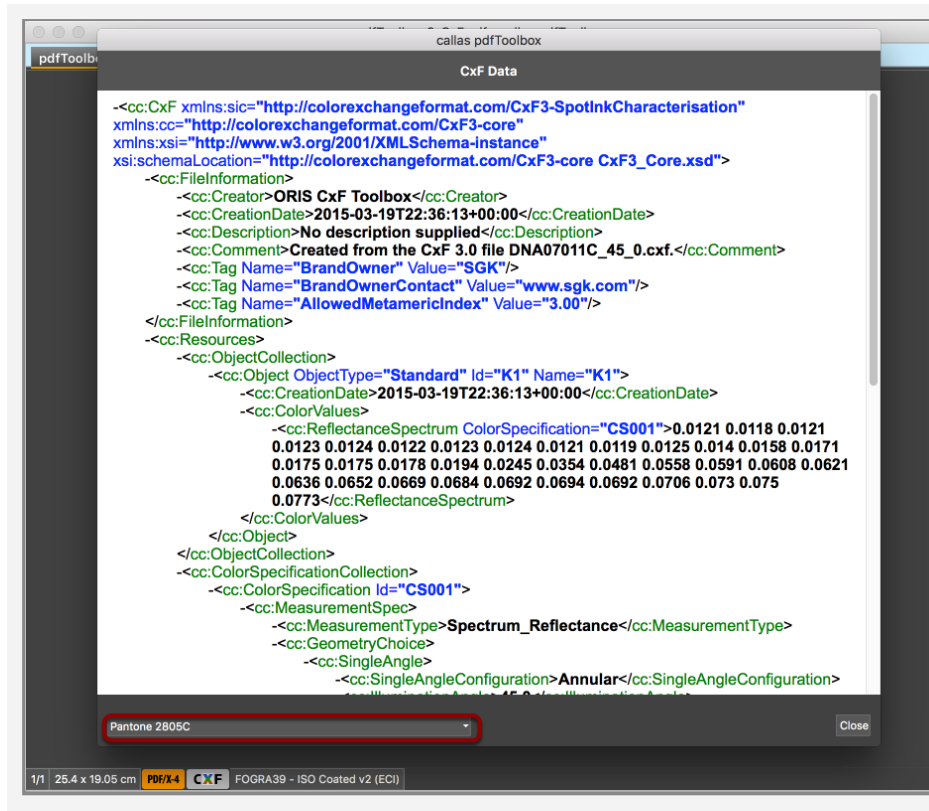 callas pdfToolbox
pdfToolb
CxF Data
-<cc:CxF xmlns:sic="http://colorexchangeformat.com/CxF3-SpotInkCharacterisation"
xmlns:cc="http://colorexchangeformat.com/CxF3-core"
xmlns:xsi="http://www.w3.org/2001/XMLSchema-instance"
xsi:schemaLocation="http://colorexchangeformat.com/CxF3-core CxF3_Core.xsd">
-<cc:FileInformation>
-<cc:Creator>ORIS CxF Toolbox</cc:Creator>
-<cc:CreationDate>2015-03-19T22:36:13+00:00</cc:CreationDate>
-<cc:Description>No description supplied</cc:Description>
-<cc:Comment>Created from the CxF 3.0 file DNA07011C_45_0.cxf.</cc:Comment>
-<cc:Tag Name="BrandOwner" Value="SGK"/>
-<cc:Tag Name="BrandOwnerContact" Value="www.sgk.com"/>
-<cc:Tag Name="AllowedMetamericIndex" Value="3.00"/>
</cc:FileInformation>
-<cc:Resources>
-<cc:ObjectCollection>
-<cc:Object ObjectType="Standard" Id="K1" Name="K1">
-<cc:CreationDate>2015-03-19T22:36:13+00:00</cc:CreationDate>
-<cc:ColorValues>
-<cc:ReflectanceSpectrum ColorSpecification="CS001">0.0121 0.0118 0.0121
0.0123 0.0124 0.0122 0.0123 0.0124 0.0121 0.0119 0.0125 0.014 0.0158 0.0171
0.0175 0.0175 0.0178 0.0194 0.0245 0.0354 0.0481 0.0558 0.0591 0.0608 0.0621
0.0636 0.0652 0.0669 0.0684 0.0692 0.0694 0.0692 0.0706 0.073 0.075
0.0773</cc:ReflectanceSpectrum>
</cc:ColorValues>
</cc:Object>
</cc:ObjectCollection>
-<cc:ColorSpecificationCollection>
-<cc:ColorSpecification Id="CS001">
-<cc:MeasurementSpec>
-<cc:MeasurementType>Spectrum_Reflectance</cc:MeasurementType>
-<cc:GeometryChoice>
-<cc:SingleAngle>
-<cc:SingleAngleConfiguration>Annular</cc:SingleAngleConfiguration>
Pantone 2805C
Close
1/1 25.4 x 19.05 cm PDF/X-4 CXF FOGRA39 - ISO Coated v2 (ECI)